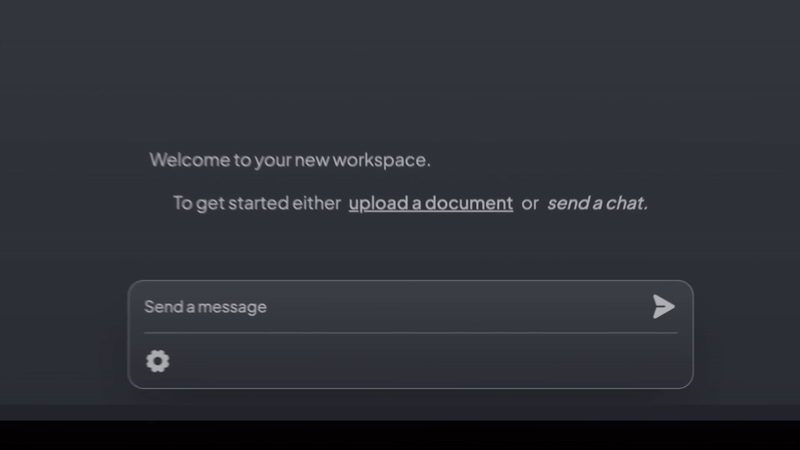 Welcome to your new workspace.
To get started either upload a document or send a chat.
Send a message